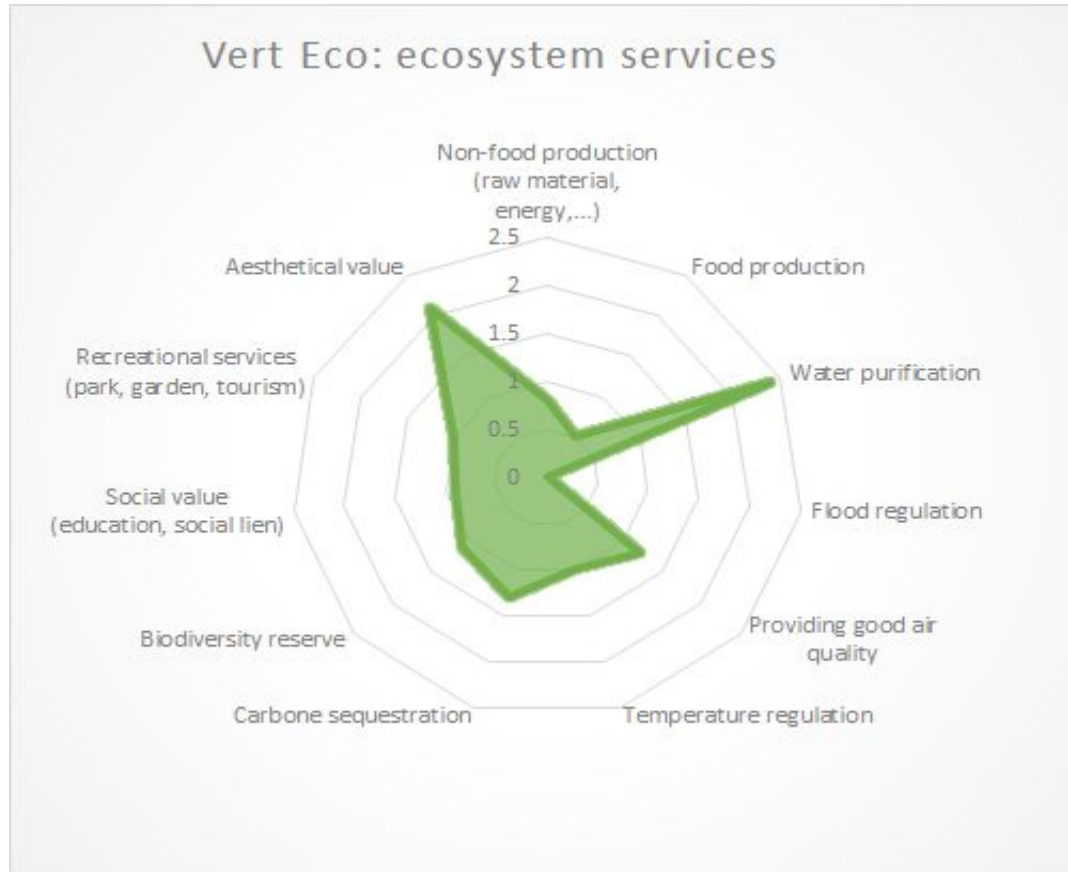 Vert Eco: ecosystem services
Non-food production
(raw material,
energy,...)
2.5
2
1.5
1
0.5
0
Food production
Water purification
Flood regulation
Providing good air
quality
Temperature regulation
Carbone sequestration
Biodiversity reserve
Social value
(education, social lien)
Recreational services
(park, garden, tourism)
Aesthetical value